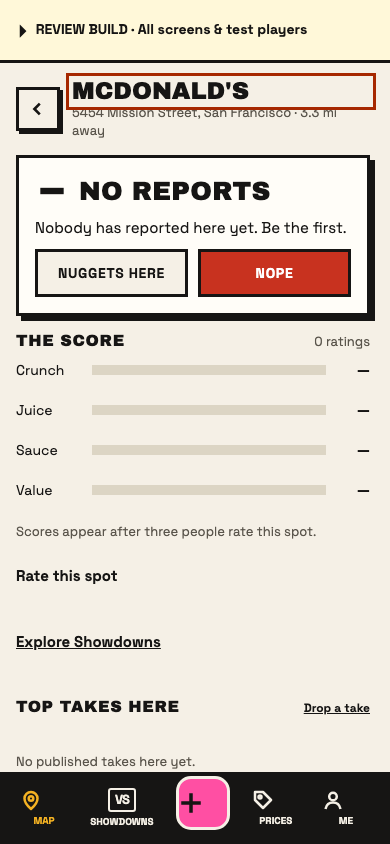 REVIEW BUILD · All screens & test players
MCDONALD'S
5454 Mission Street, San Francisco · 3.3 mi
away
— NO REPORTS
Nobody has reported here yet. Be the first.
NUGGETS HERE
NOPE
THE SCORE
0 ratings
Crunch —
Juice —
Sauce —
Value —
Scores appear after three people rate this spot.
Rate this spot
Explore Showdowns
TOP TAKES HERE
Drop a take
No published takes here yet.
VS
MAP
SHOWDOWNS
PRICES
ME